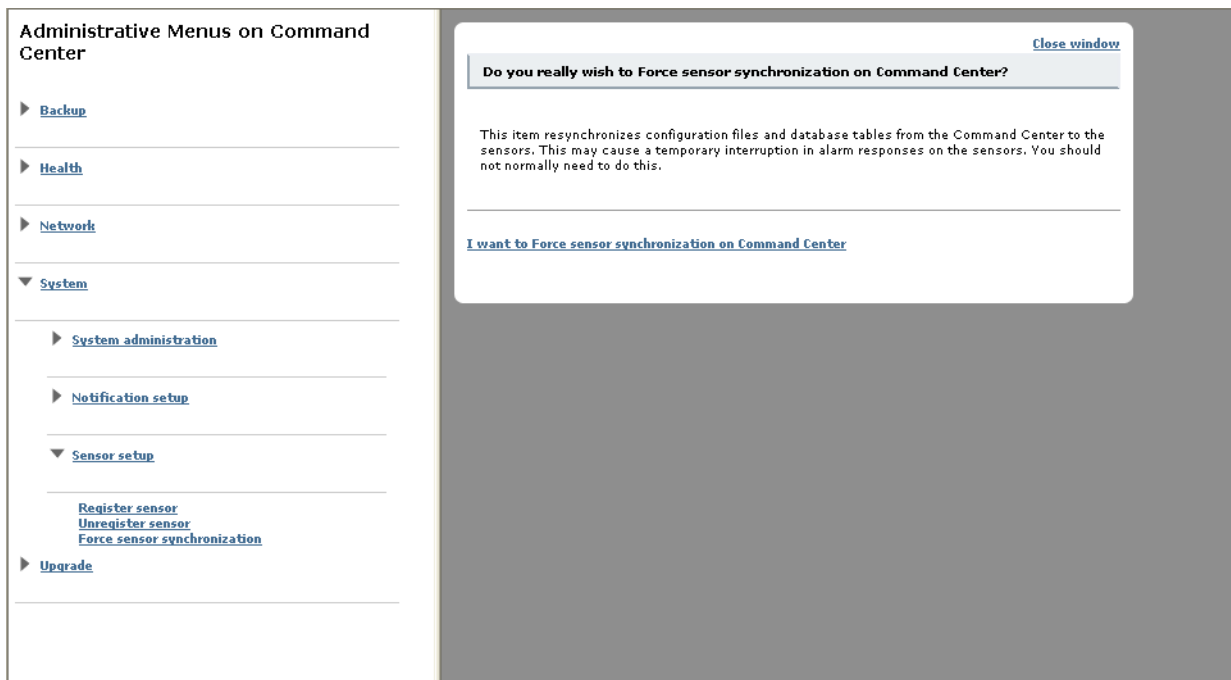 Administrative Menus on Command
Center
Backup
Health
Network
System
System administration
Notification setup
Sensor setup
Register sensor
Unregister sensor
Force sensor synchronization
Upgrade
Close window
Do you really wish to Force sensor synchronization on Command Center?
This item resynchronizes configuration files and database tables from the Command Center to the
sensors. This may cause a temporary interruption in alarm responses on the sensors. You should
not normally need to do this.
I want to Force sensor synchronization on Command Center